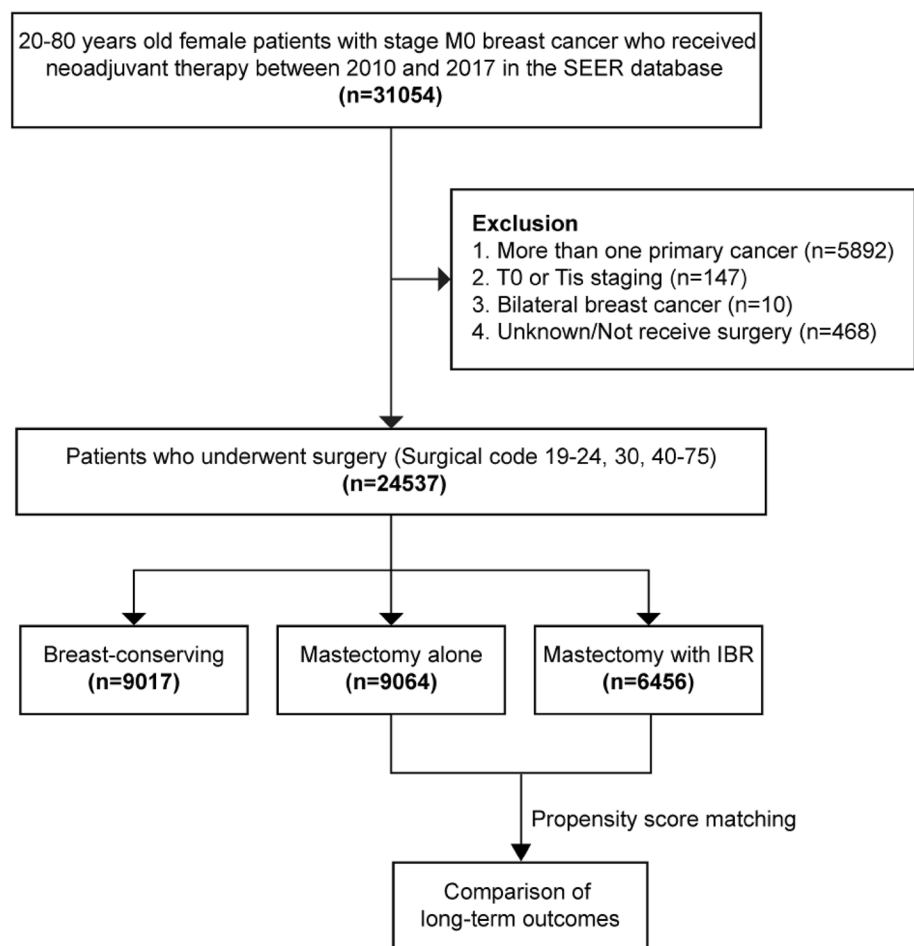 20-80 years old female patients with stage M0 breast cancer who received
neoadjuvant therapy between 2010 and 2017 in the SEER database
(n=31054)
Exclusion
1. More than one primary cancer (n=5892)
2. T0 or Tis staging (n=147)
3. Bilateral breast cancer (n=10)
4. Unknown/Not receive surgery (n=468)
Patients who underwent surgery (Surgical code 19-24, 30, 40-75)
(n=24537)
Breast-conserving
(n=9017)
Mastectomy alone
(n=9064)
Mastectomy with IBR
(n=6456)
Propensity score matching
Comparison of
long-term outcomes